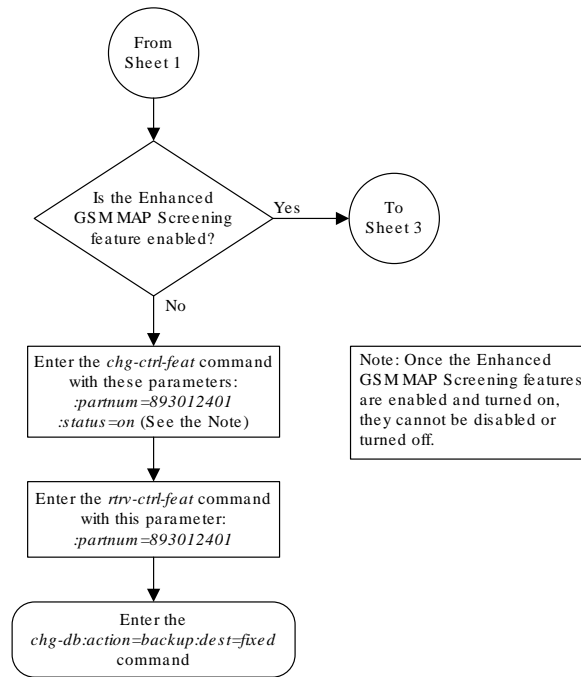 From
Sheet 1
Is the Enhanced
GSM MAP Screening
feature enabled?
Yes
To
Sheet 3
No
Enter the chg-ctrl-feat command
with these parameters:
:partnum=893012401
:status=on (See the Note)
Note: Once the Enhanced
GSM MAP Screening features
are enabled and turned on,
they cannot be disabled or
turned off.
Enter the rtrv-ctrl-feat command
with this parameter:
:partnum=893012401
Enter the
chg-db:action=backup:dest=fixed
command